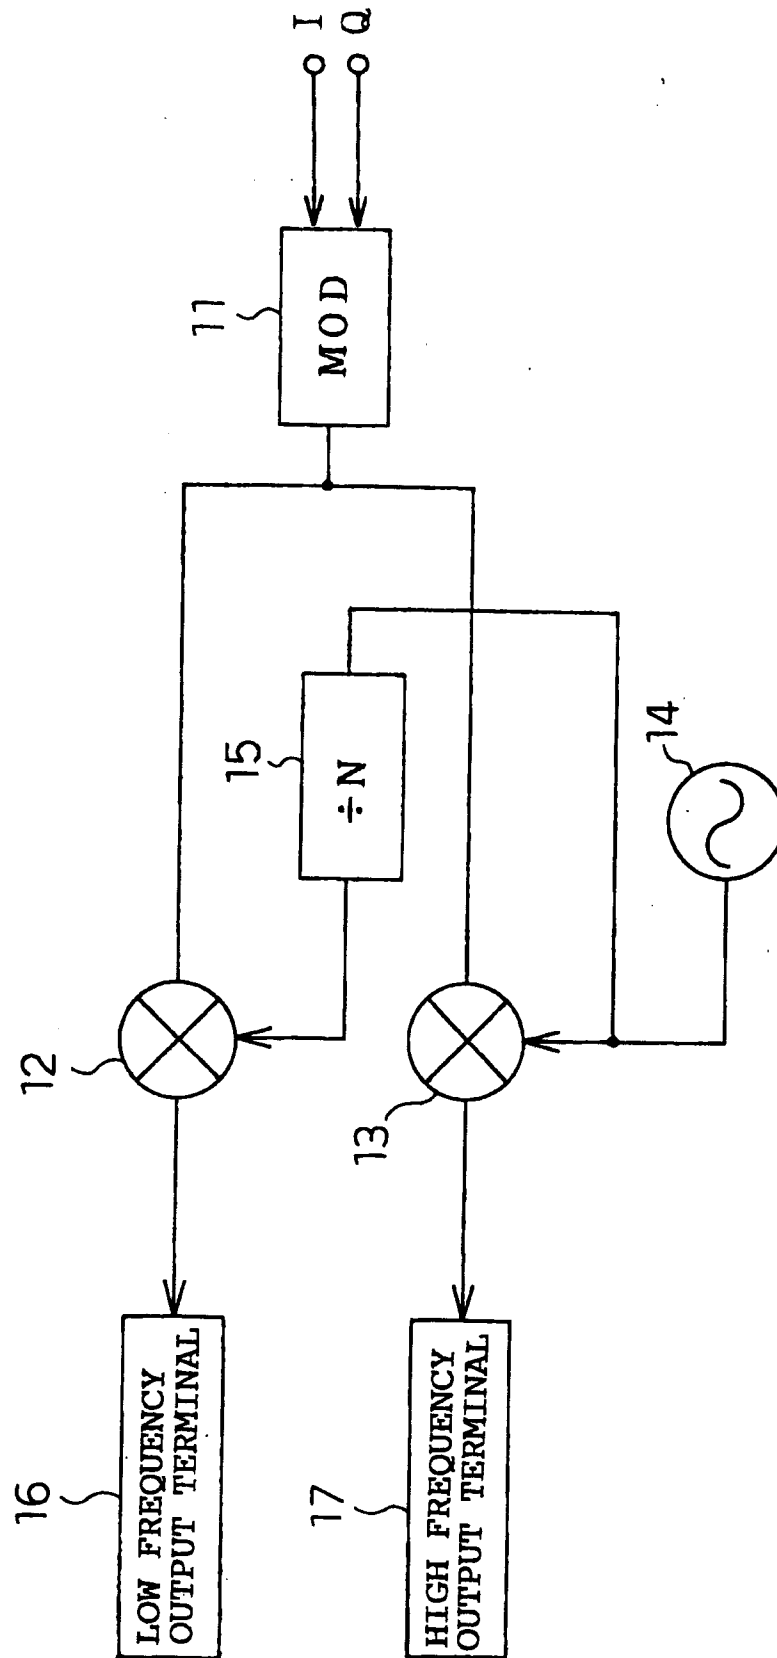 16
LOW FREQUENCY
OUTPUT TERMINAL
12
15
÷N
11
MOD
I
Q
17
HIGH FREQUENCY
OUTPUT TERMINAL
13
14